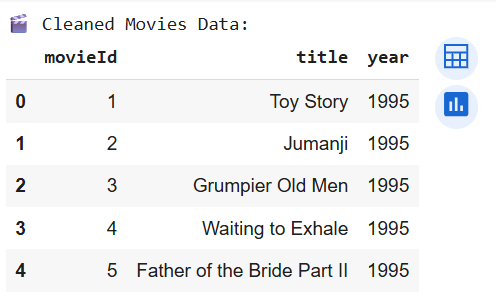 🎬 Cleaned Movies Data:
movieId title year
0 1 Toy Story 1995
1 2 Jumanji 1995
2 3 Grumpier Old Men 1995
3 4 Waiting to Exhale 1995
4 5 Father of the Bride Part II 1995